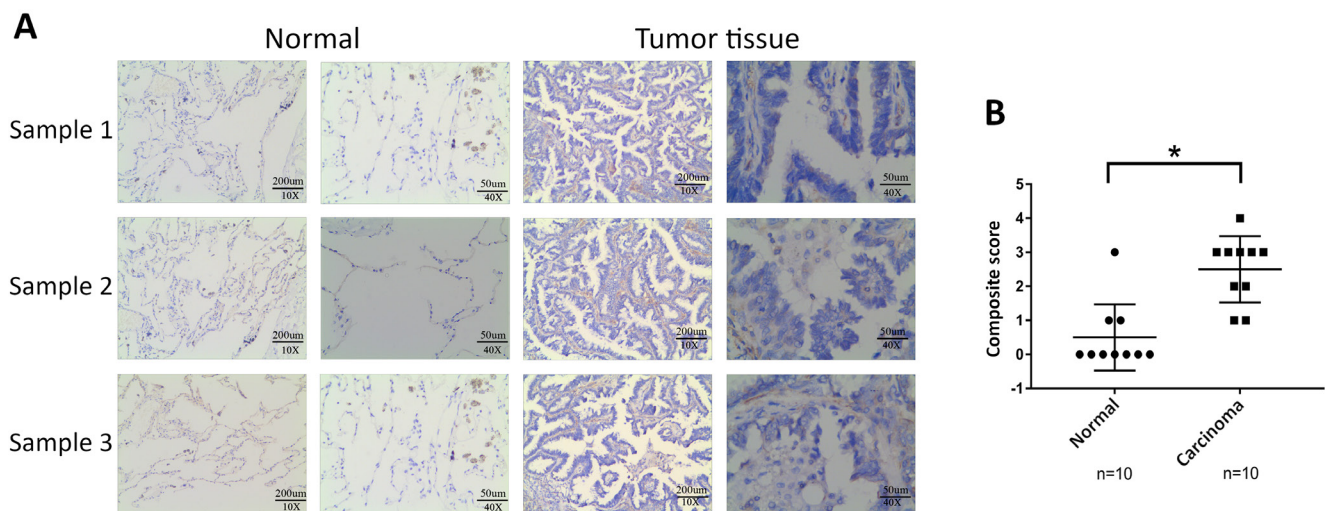 A
Normal
Tumor tissue
Sample 1
200um
10X
50um
40X
200um
10X
50um
40X
Sample 2
200um
10X
50um
40X
200um
10X
50um
40X
Sample 3
200um
10X
50um
40X
200um
10X
50um
40X
B
*
Composite score
5
4
3
2
1
0
-1
Normal
Carcinoma
n=10
n=10